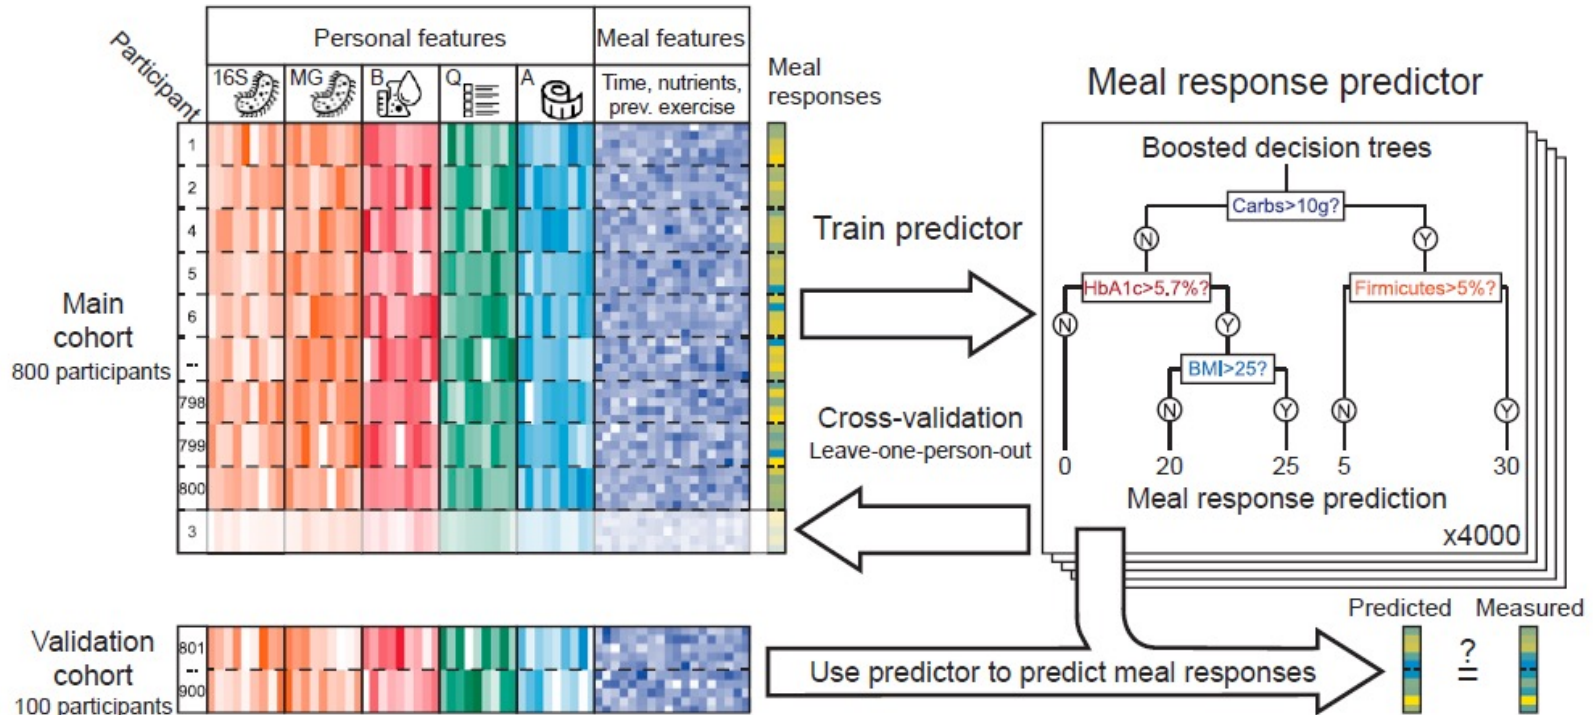 Participant
Personal features
Meal features
16S
MG
B
Q
A
Time, nutrients,
prev. exercise
Meal
responses
1
2
4
5
6
...
798
799
800
3
Main
cohort
800 participants
Train predictor
Cross-validation
Leave-one-person-out
Meal response predictor
Boosted decision trees
Carbs>10g?
N
Y
HbA1c>5.7%?
Firmicutes>5%?
N
Y
BMI>25?
N
Y
N
Y
0
20
25
5
30
Meal response prediction
x4000
Validation
cohort
100 participants
801
...
900
Use predictor to predict meal responses
Predicted
Measured
?
=